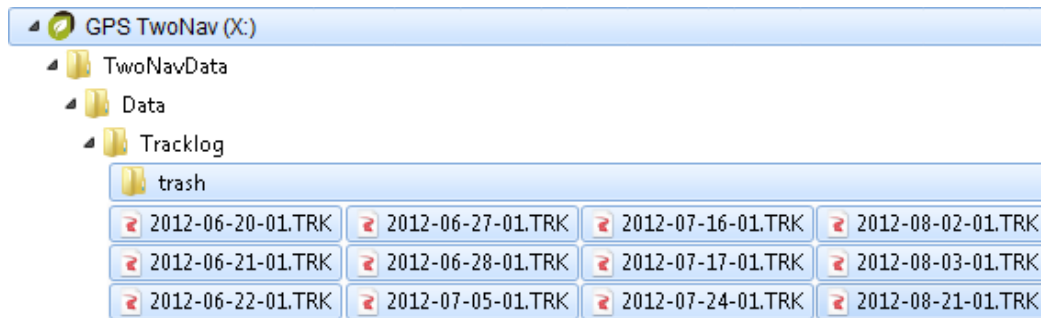 GPS TwoNav (X:)
TwoNavData
Data
Tracklog
trash
2012-06-20-01.TRK 2012-06-27-01.TRK 2012-07-16-01.TRK 2012-08-02-01.TRK
2012-06-21-01.TRK 2012-06-28-01.TRK 2012-07-17-01.TRK 2012-08-03-01.TRK
2012-06-22-01.TRK 2012-07-05-01.TRK 2012-07-24-01.TRK 2012-08-21-01.TRK